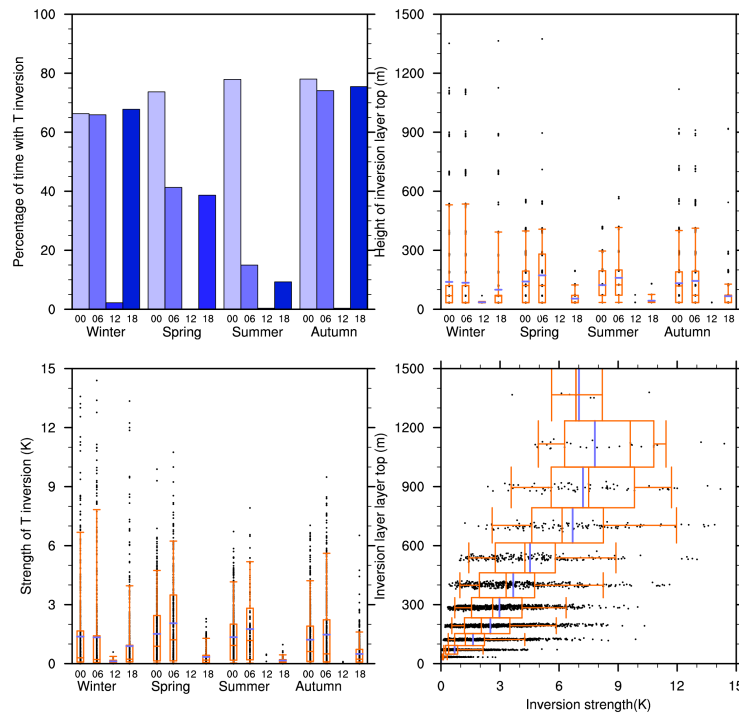 Percentage of time with T inversion
100
80
60
40
20
0
00 06 12 18 00 06 12 18 00 06 12 18 00 06 12 18
Winter Spring Summer Autumn
Height of inversion layer top (m)
1500
1200
900
600
300
0
00 06 12 18 00 06 12 18 00 06 12 18 00 06 12 18
Winter Spring Summer Autumn
Strength of T inversion (K)
15
12
9
6
3
0
00 06 12 18 00 06 12 18 00 06 12 18 00 06 12 18
Winter Spring Summer Autumn
Inversion layer layer top (m)
1500
1200
900
600
300
0
0 3 6 9 12 15
Inversion strength(K)